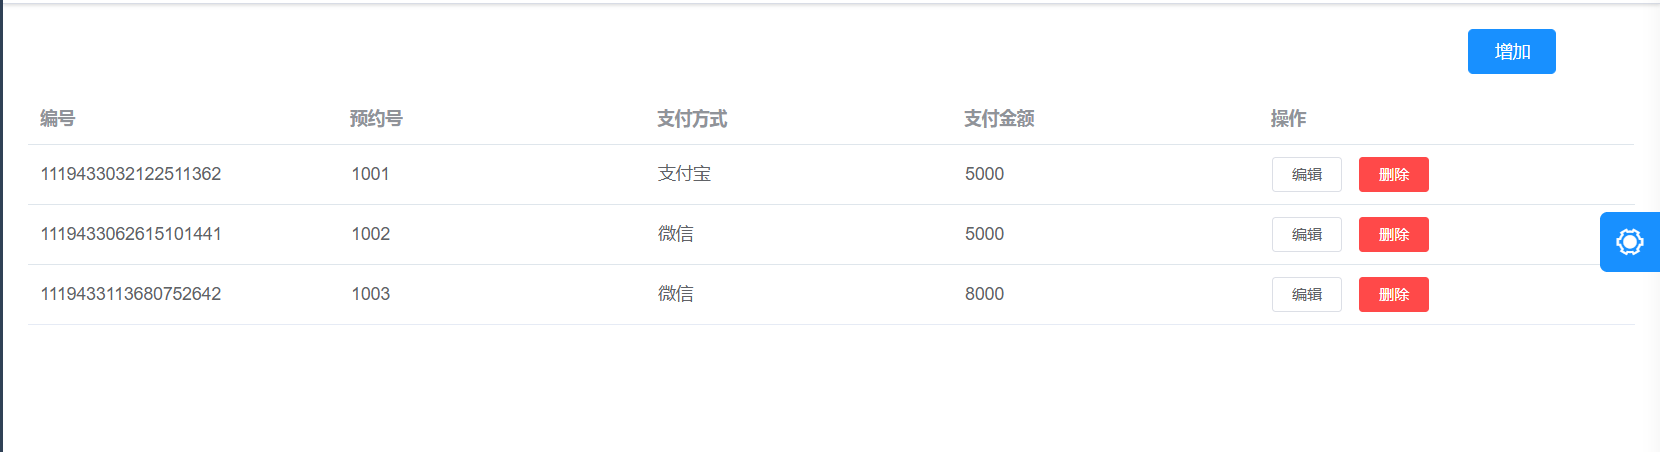 增加
编号 预约号 支付方式 支付金额 操作
1119433032122511362 1001 支付宝 5000 编辑 删除
1119433062615101441 1002 微信 5000 编辑 删除
1119433113680752642 1003 微信 8000 编辑 删除